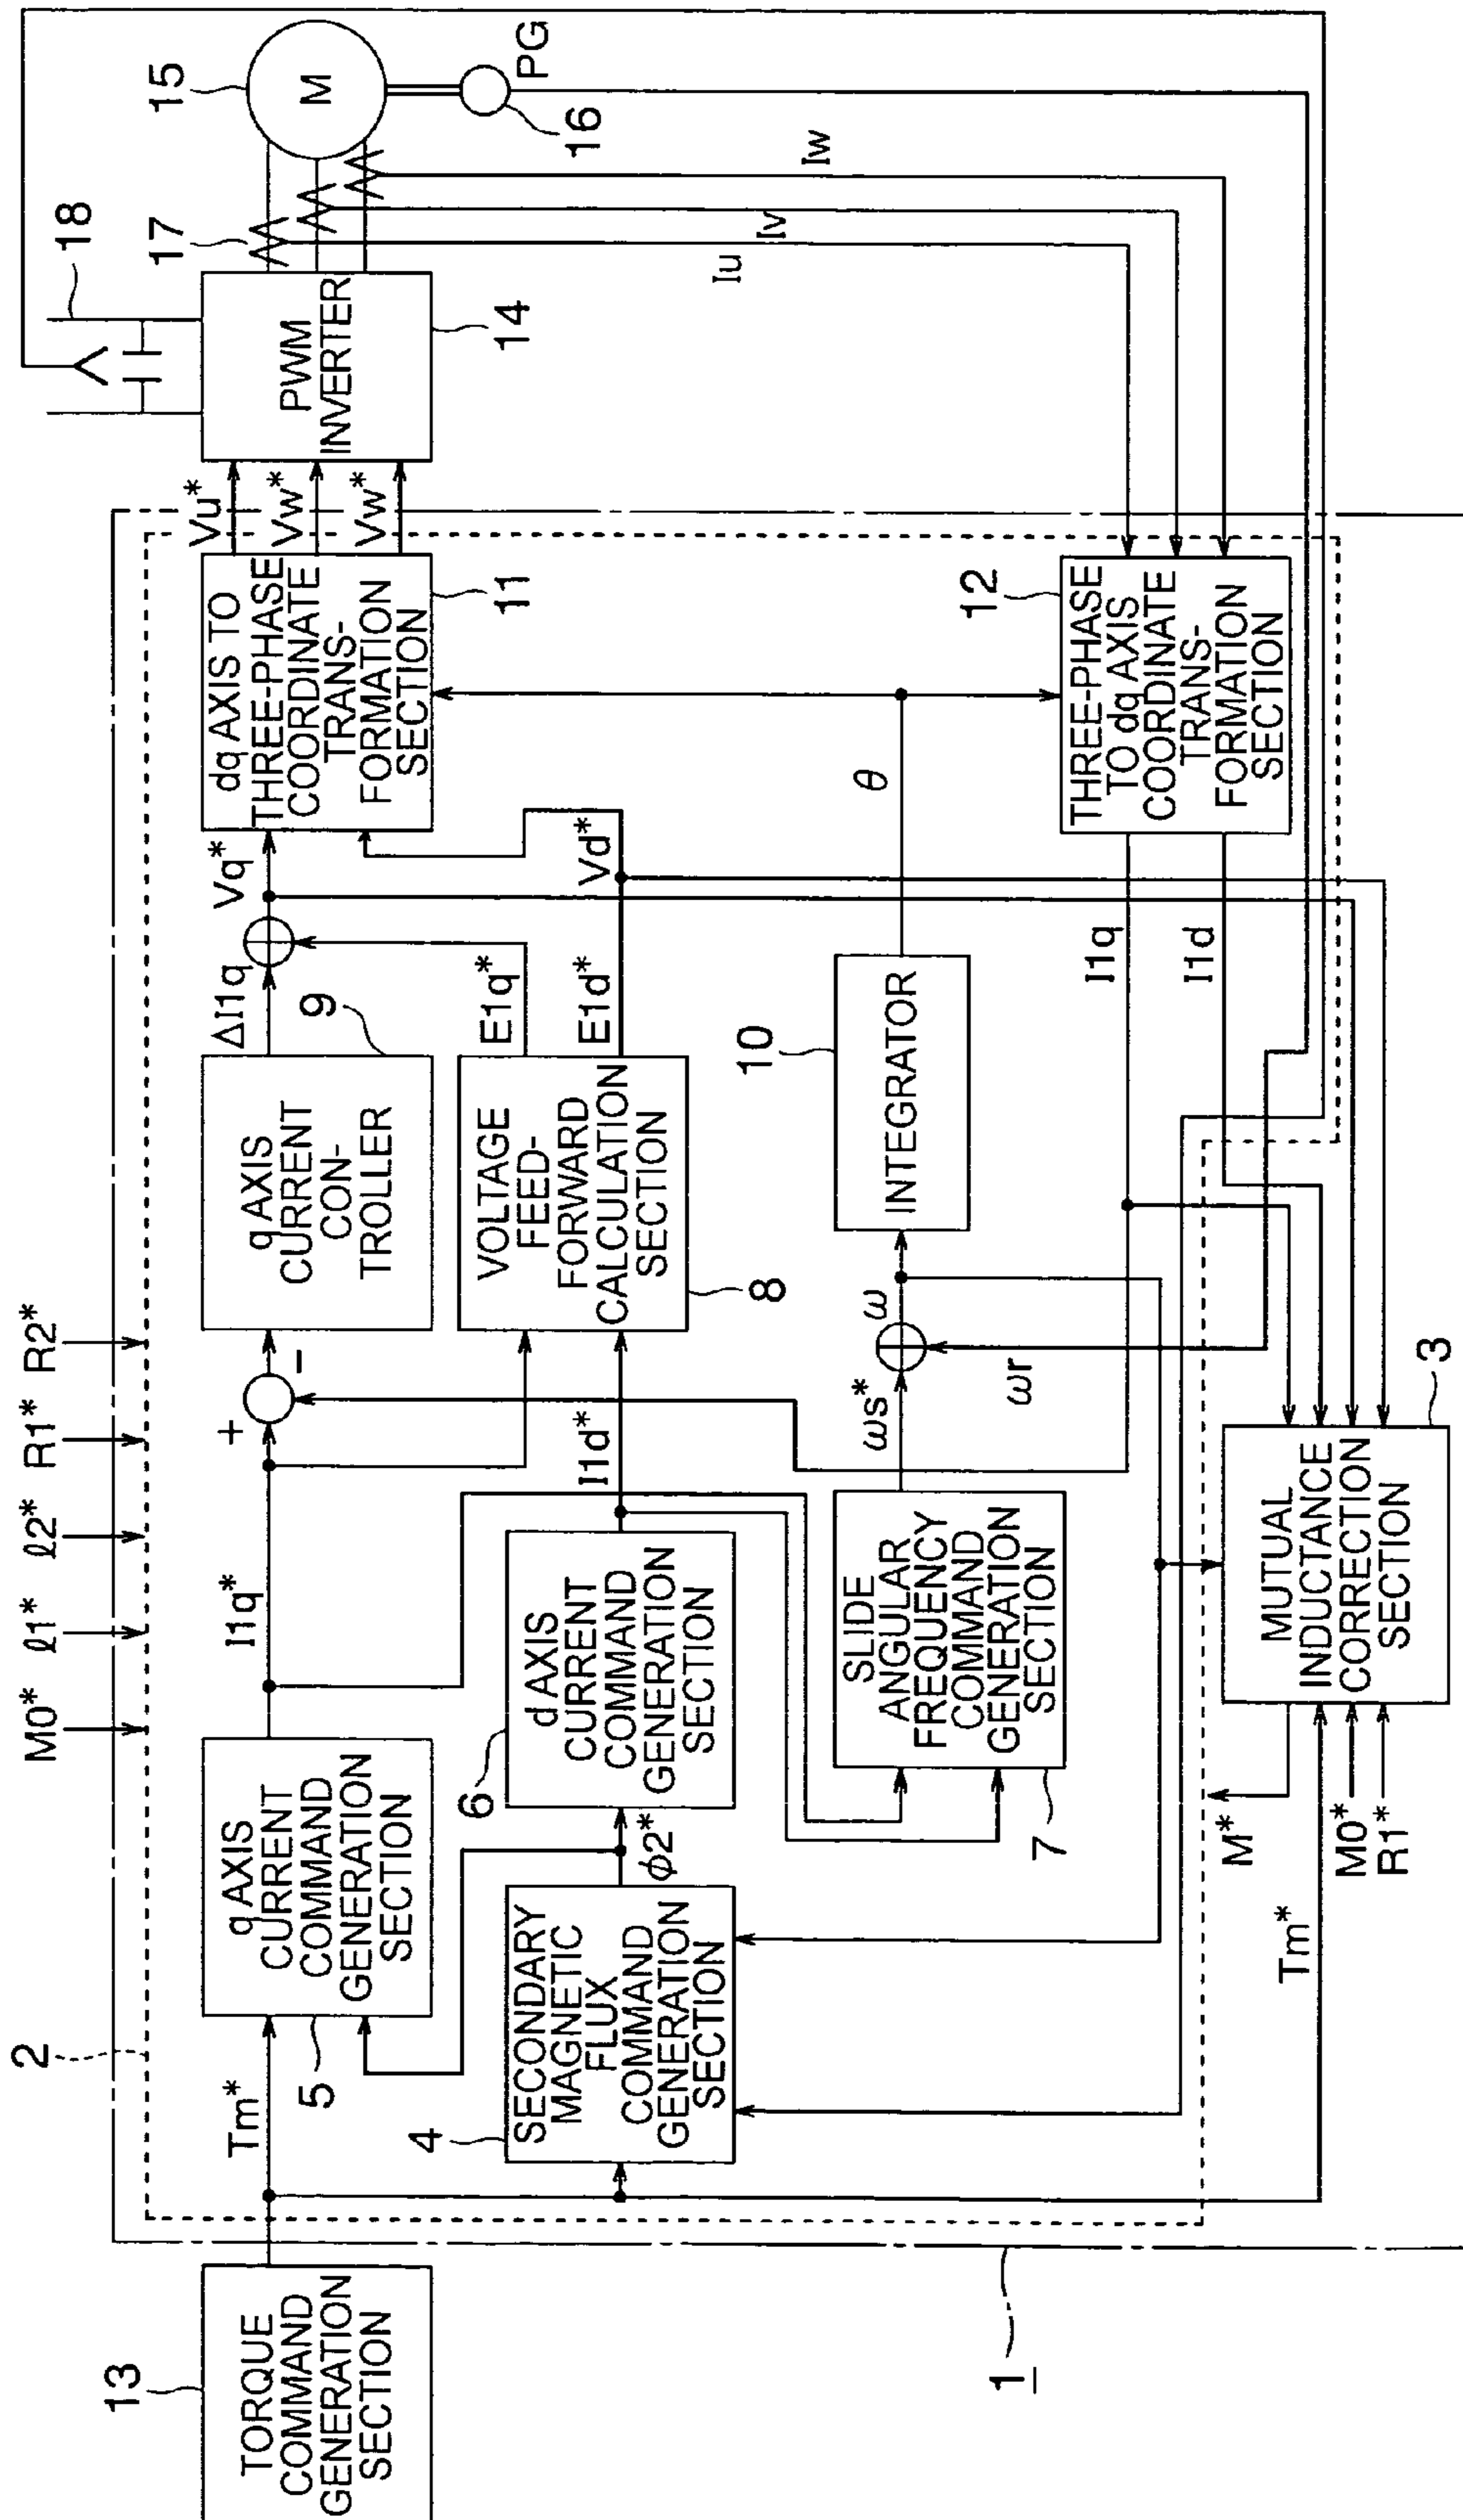 13
TORQUE
COMMAND
GENERATION
SECTION
1
2
Tm*
5
q AXIS
CURRENT
COMMAND
GENERATION
SECTION
4
SECONDARY
MAGNETIC
FLUX
COMMAND
GENERATION
SECTION
ϕ2*
6
d AXIS
CURRENT
COMMAND
GENERATION
SECTION
7
SLIDE
ANGULAR
FREQUENCY
COMMAND
GENERATION
SECTION
M0*
ℓ1*
ℓ2*
R1*
R2*
I1q*
I1d*
+
-
ωs*
ω
ωr
Tm*
M*
M0*
R1*
MUTUAL
INDUCTANCE
CORRECTION
SECTION
3
q AXIS
CURRENT
CON-
TROLLER
9
VOLTAGE
FEED-
FORWARD
CALCULATION
SECTION
8
INTEGRATOR
10
ΔI1q
Vq*
E1q*
E1d*
Vd*
θ
I1q
I1d
dq AXIS TO
THREE-PHASE
COORDINATE
TRANS-
FORMATION
SECTION
11
THREE-PHASE
TO dq AXIS
COORDINATE
TRANS-
FORMATION
SECTION
12
Vu*
Vw*
Vw*
PWM
INVERTER
14
18
17
15
M
PG
16
Iu
Iv
Iw